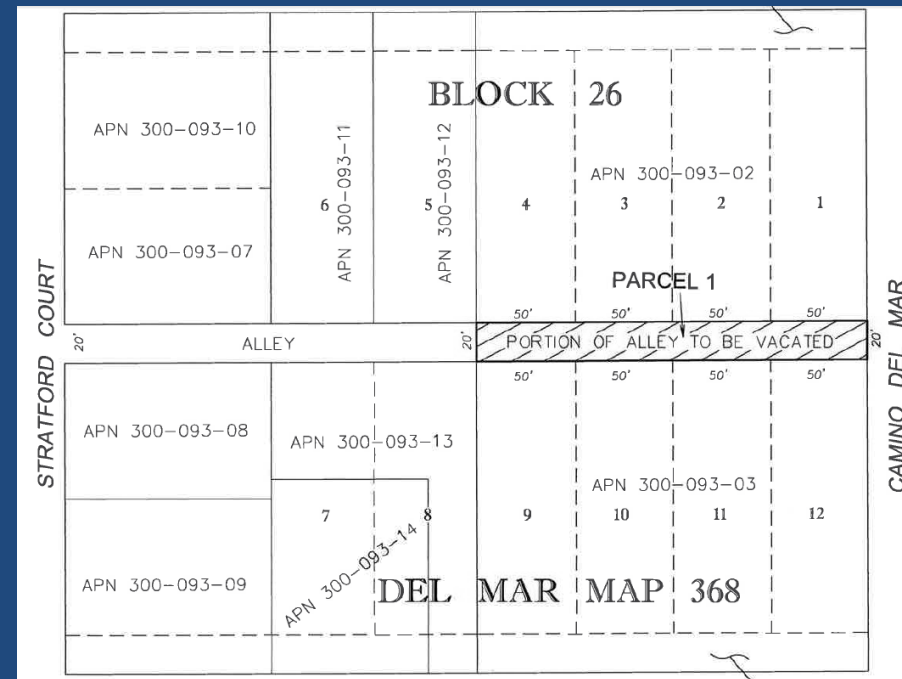 BLOCK 26
APN 300-093-10
APN 300-093-11
APN 300-093-12
APN 300-093-02
6
5
4
3
2
1
APN 300-093-07
PARCEL 1
STRATFORD COURT
CAMINO DEL MAR
50'
50'
50'
50'
20'
ALLEY
20'
PORTION OF ALLEY TO BE VACATED
20'
50'
50'
50'
50'
APN 300-093-08
APN 300-093-13
APN 300-093-03
7
8
9
10
11
12
APN 300-093-14
APN 300-093-09
DEL MAR MAP 368